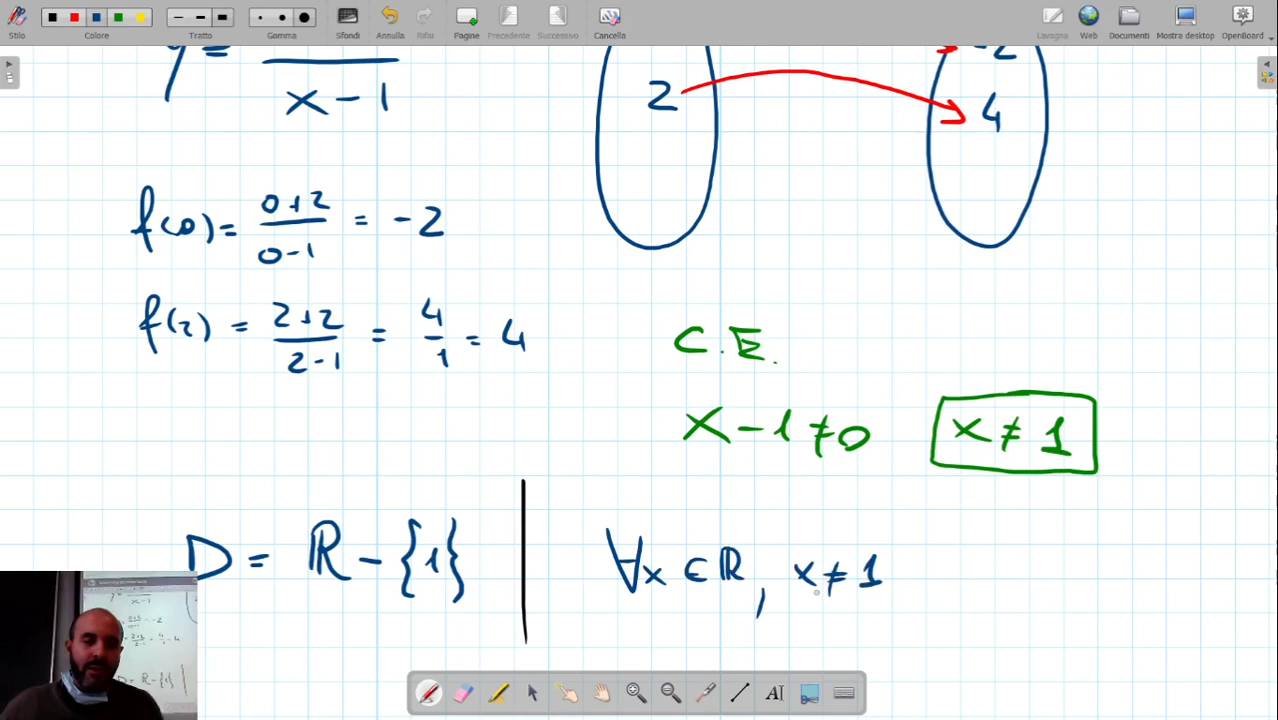 Stilo Colore Tratto Gomma Sfondi Annulla Rifai Pagine Precedente Successivo Cancella Lavagna Web Documenti Mostra desktop OpenBoard
y = / x - 1
2
-2
4
f(0) = 0+2 / 0-1 = -2
f(2) = 2+2 / 2-1 = 4/1 = 4
C.E.
x - 1 ≠ 0 x ≠ 1
D = ℝ - {1} ∀x ∈ ℝ, x ≠ 1